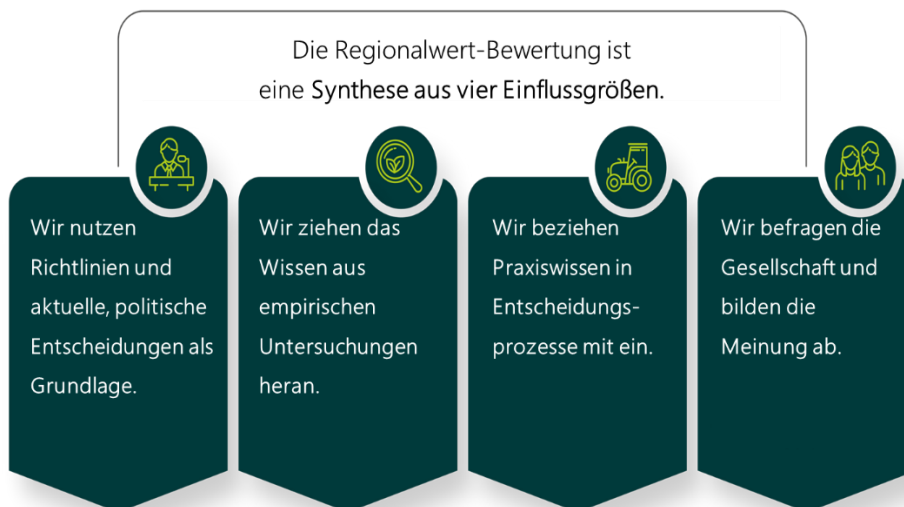 Die Regionalwert-Bewertung ist
eine Synthese aus vier Einflussgrößen.
Wir nutzen
Richtlinien und
aktuelle, politische
Entscheidungen als
Grundlage.
Wir ziehen das
Wissen aus
empirischen
Untersuchungen
heran.
Wir beziehen
Praxiswissen in
Entscheidungs-
prozesse mit ein.
Wir befragen die
Gesellschaft und
bilden die
Meinung ab.